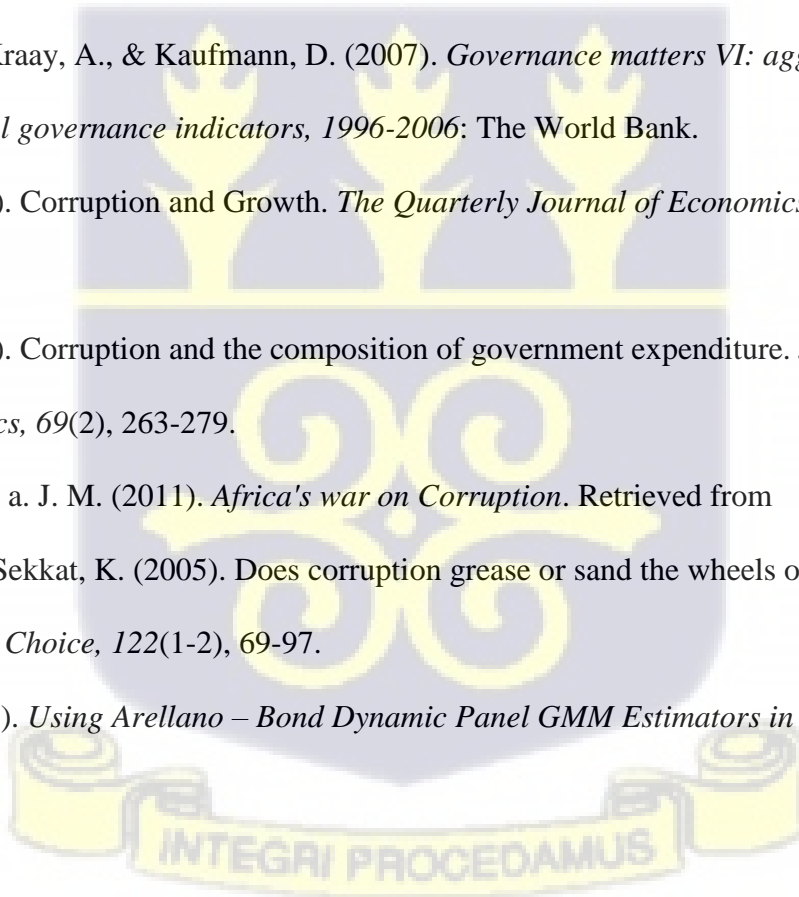 Kraay, A., & Kaufmann, D. (2007). Governance matters VI: agg
l governance indicators, 1996-2006: The World Bank.
). Corruption and Growth. The Quarterly Journal of Economics
). Corruption and the composition of government expenditure.
cs, 69(2), 263-279.
a. J. M. (2011). Africa's war on Corruption. Retrieved from
Sekkat, K. (2005). Does corruption grease or sand the wheels o
Choice, 122(1-2), 69-97.
). Using Arellano – Bond Dynamic Panel GMM Estimators in
INTEGRI PROCEDAMUS